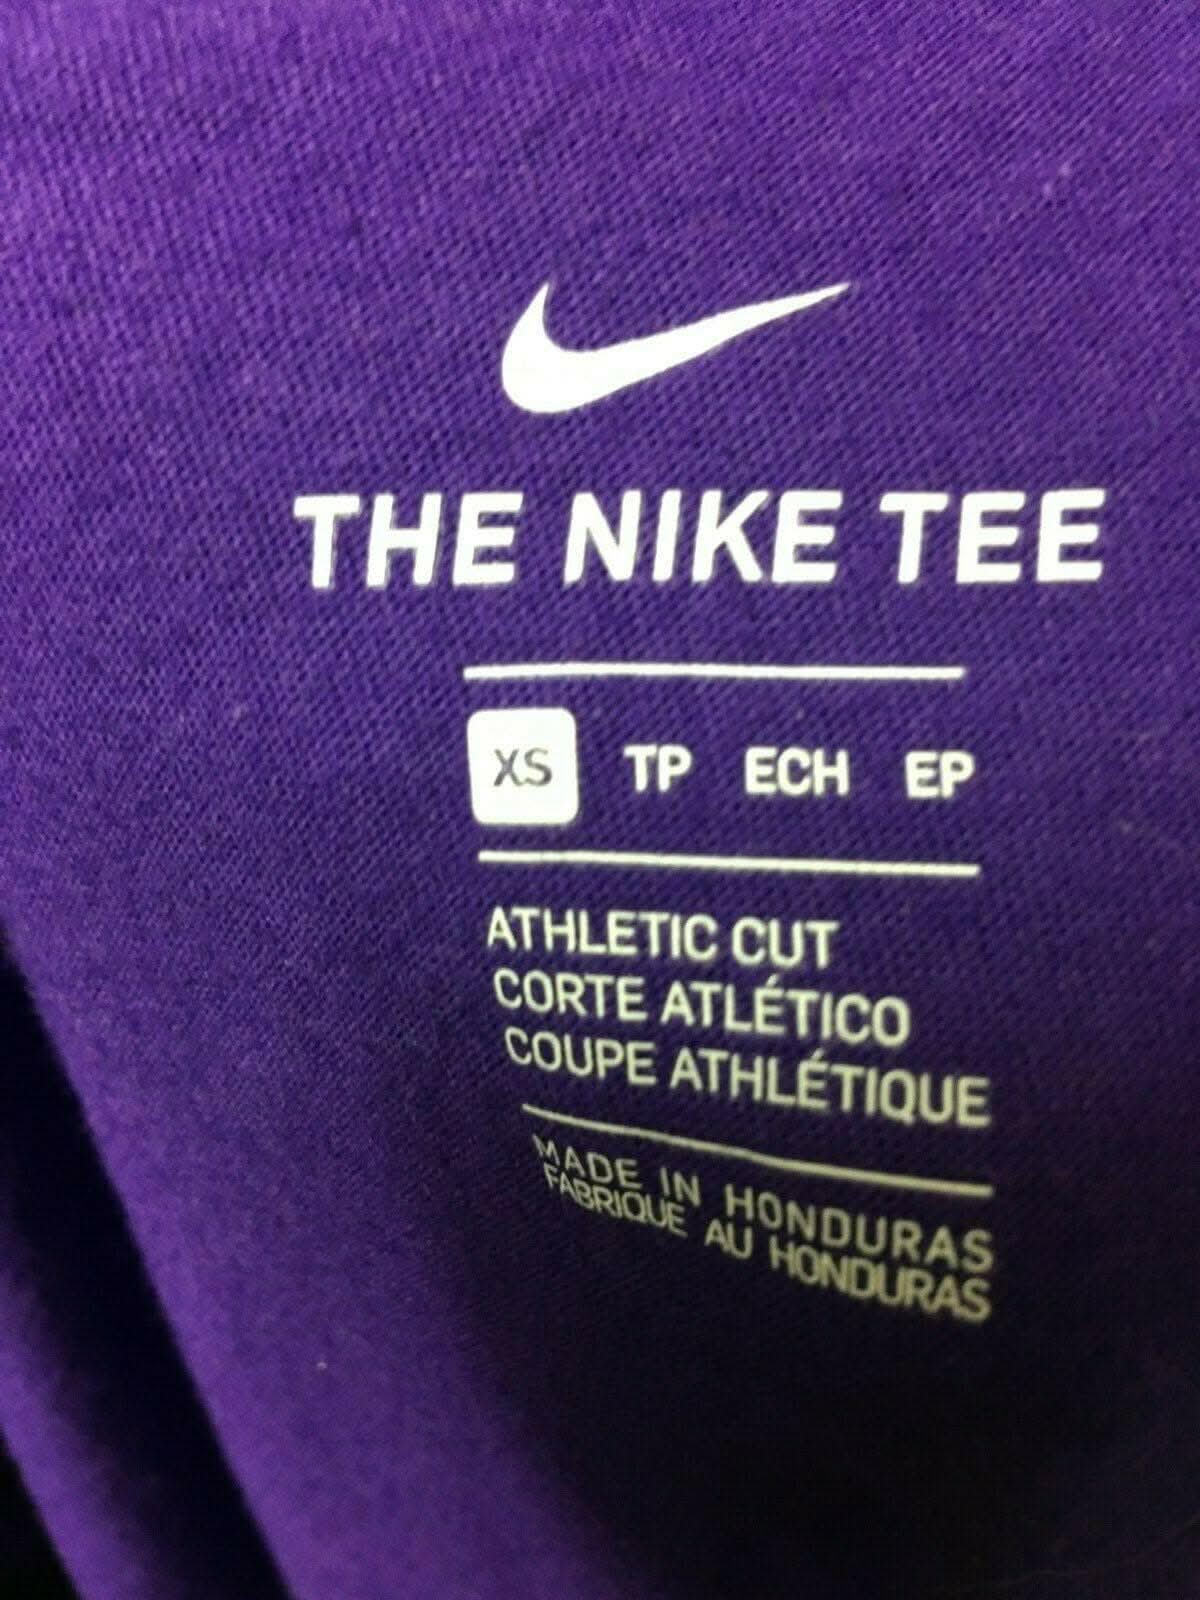 THE NIKE TEE
XS TP ECH EP
ATHLETIC CUT
CORTE ATLÉTICO
COUPE ATHLÉTIQUE
MADE IN HONDURAS
FABRIQUE AU HONDURAS